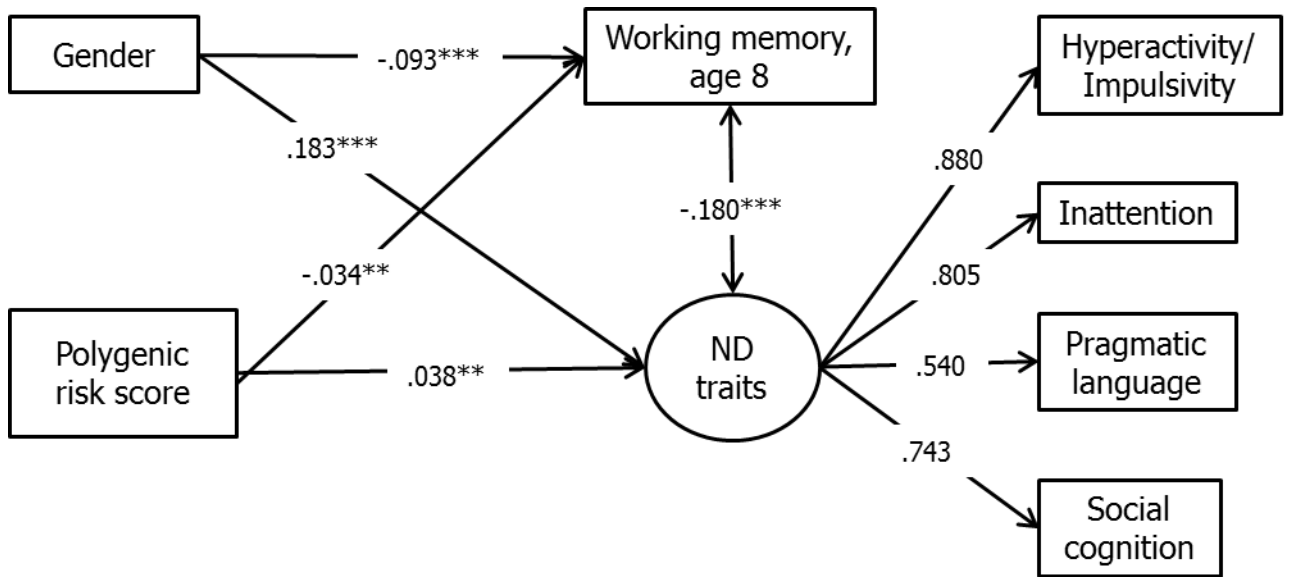 Gender
-.093***
Working memory,
age 8
Hyperactivity/
Impulsivity
.183***
.880
-.180***
Inattention
-.034**
.805
Polygenic
risk score
.038**
ND
traits
.540
Pragmatic
language
.743
Social
cognition